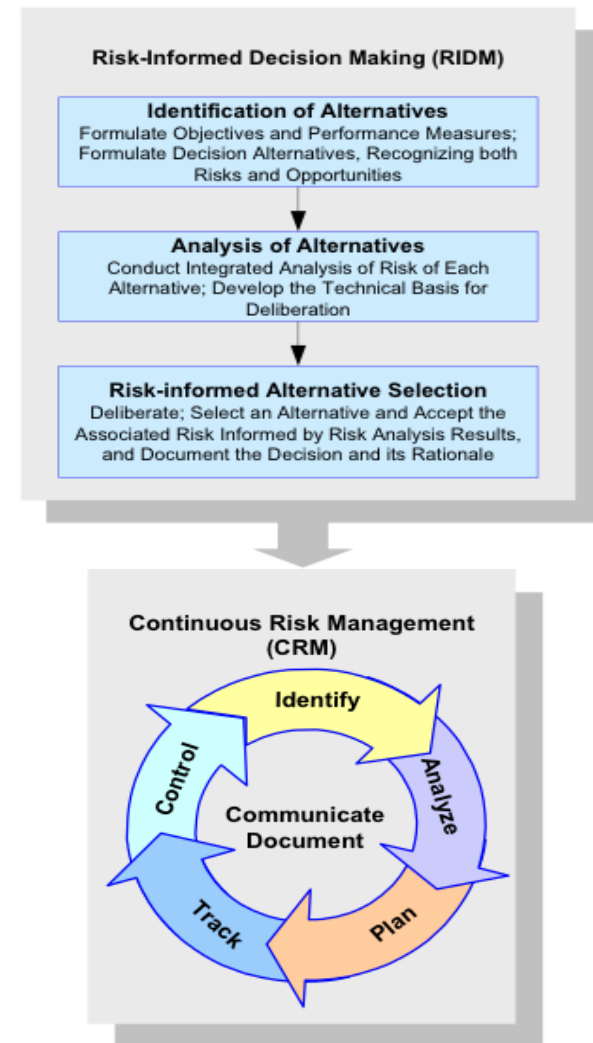 Risk-Informed Decision Making (RIDM)
Identification of Alternatives
Formulate Objectives and Performance Measures;
Formulate Decision Alternatives, Recognizing both
Risks and Opportunities
Analysis of Alternatives
Conduct Integrated Analysis of Risk of Each
Alternative; Develop the Technical Basis for
Deliberation
Risk-informed Alternative Selection
Deliberate; Select an Alternative and Accept the
Associated Risk Informed by Risk Analysis Results,
and Document the Decision and its Rationale
Continuous Risk Management
(CRM)
Identify
Analyze
Plan
Track
Control
Communicate
Document